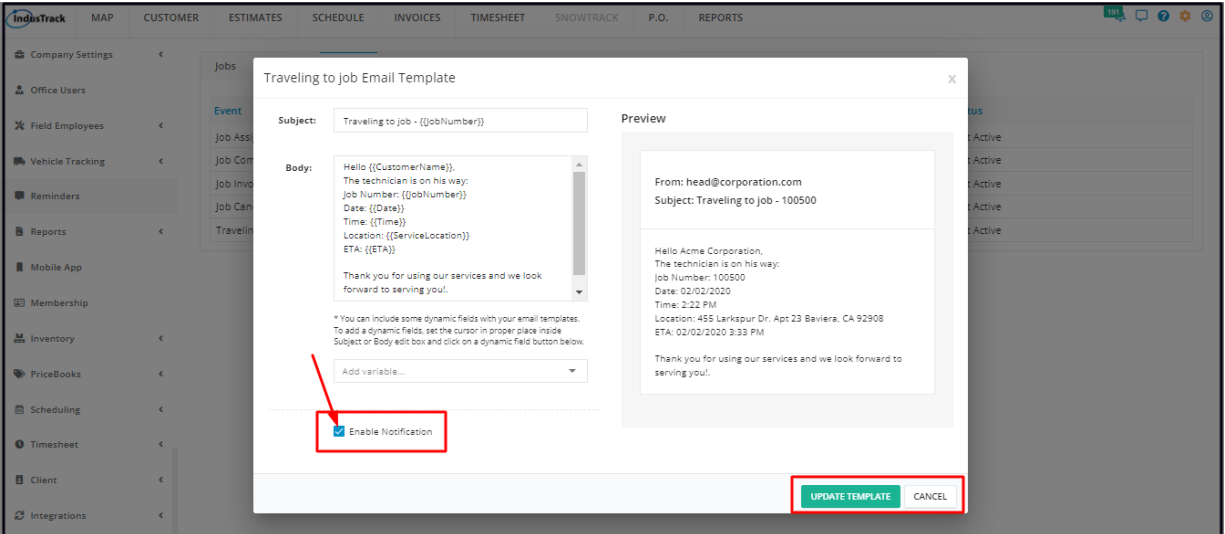 IndusTrack MAP CUSTOMER ESTIMATES SCHEDULE INVOICES TIMESHEET SNOWTRACK P.O. REPORTS 191
Company Settings
Office Users
Field Employees
Vehicle Tracking
Reminders
Reports
Mobile App
Membership
Inventory
PriceBooks
Scheduling
Timesheet
Client
Integrations
Jobs
Event
Job Assi
Job Com
Job Invo
Job Can
Travelin
tus
t Active
t Active
t Active
t Active
t Active
Traveling to job Email Template
x
Subject:
Traveling to job - {{JobNumber}}
Body:
Hello {{CustomerName}},
The technician is on his way:
Job Number: {{JobNumber}}
Date: {{Date}}
Time: {{Time}}
Location: {{ServiceLocation}}
ETA: {{ETA}}
Thank you for using our services and we look
forward to serving you!.
* You can include some dynamic fields with your email templates.
To add a dynamic fields, set the cursor in proper place inside
Subject or Body edit box and click on a dynamic field button below.
Add variable...
Enable Notification
Preview
From: head@corporation.com
Subject: Traveling to job - 100500
Hello Acme Corporation,
The technician is on his way:
Job Number: 100500
Date: 02/02/2020
Time: 2:22 PM
Location: 455 Larkspur Dr. Apt 23 Baviera, CA 92908
ETA: 02/02/2020 3:33 PM
Thank you for using our services and we look forward to
serving you!.
UPDATE TEMPLATE CANCEL